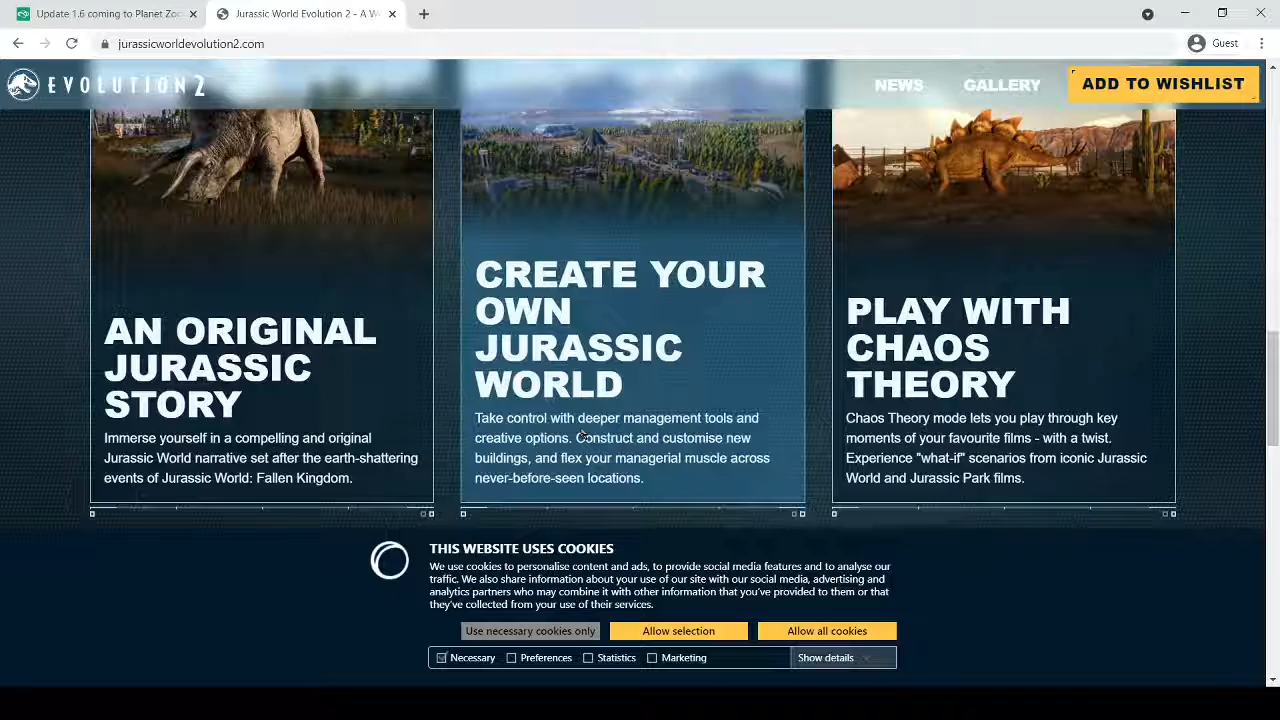 Update 1.6 coming to Planet Zoo
Jurassic World Evolution 2 - A W
jurassicworldevolution2.com
Guest
EVOLUTION 2
NEWS
GALLERY
ADD TO WISHLIST
AN ORIGINAL
JURASSIC
STORY
Immerse yourself in a compelling and original
Jurassic World narrative set after the earth-shattering
events of Jurassic World: Fallen Kingdom.
CREATE YOUR
OWN
JURASSIC
WORLD
Take control with deeper management tools and
creative options. Construct and customise new
buildings, and flex your managerial muscle across
never-before-seen locations.
PLAY WITH
CHAOS
THEORY
Chaos Theory mode lets you play through key
moments of your favourite films - with a twist.
Experience "what-if" scenarios from iconic Jurassic
World and Jurassic Park films.
THIS WEBSITE USES COOKIES
We use cookies to personalise content and ads, to provide social media features and to analyse our
traffic. We also share information about your use of our site with our social media, advertising and
analytics partners who may combine it with other information that you've provided to them or that
they've collected from your use of their services.
Use necessary cookies only
Allow selection
Allow all cookies
Necessary
Preferences
Statistics
Marketing
Show details